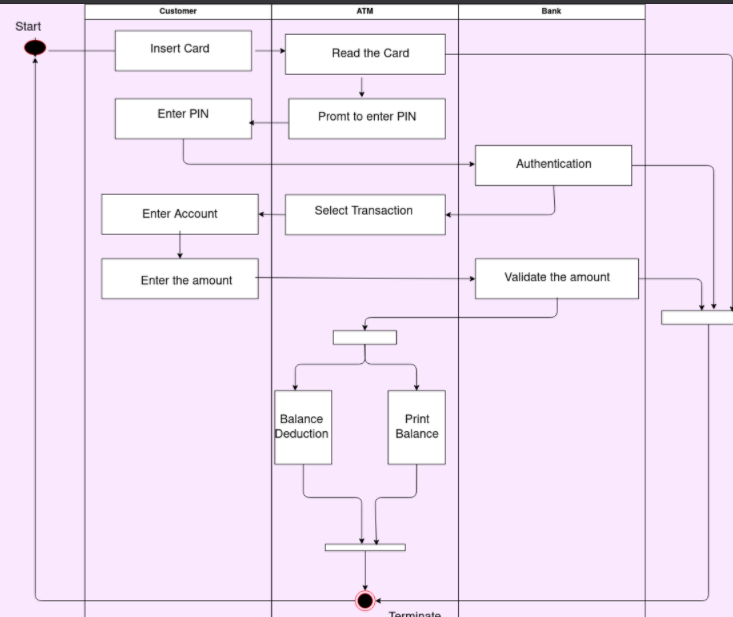 Customer
ATM
Bank
Start
Insert Card
Read the Card
Enter PIN
Promt to enter PIN
Authentication
Enter Account
Select Transaction
Enter the amount
Validate the amount
Balance
Deduction
Print
Balance
Terminate